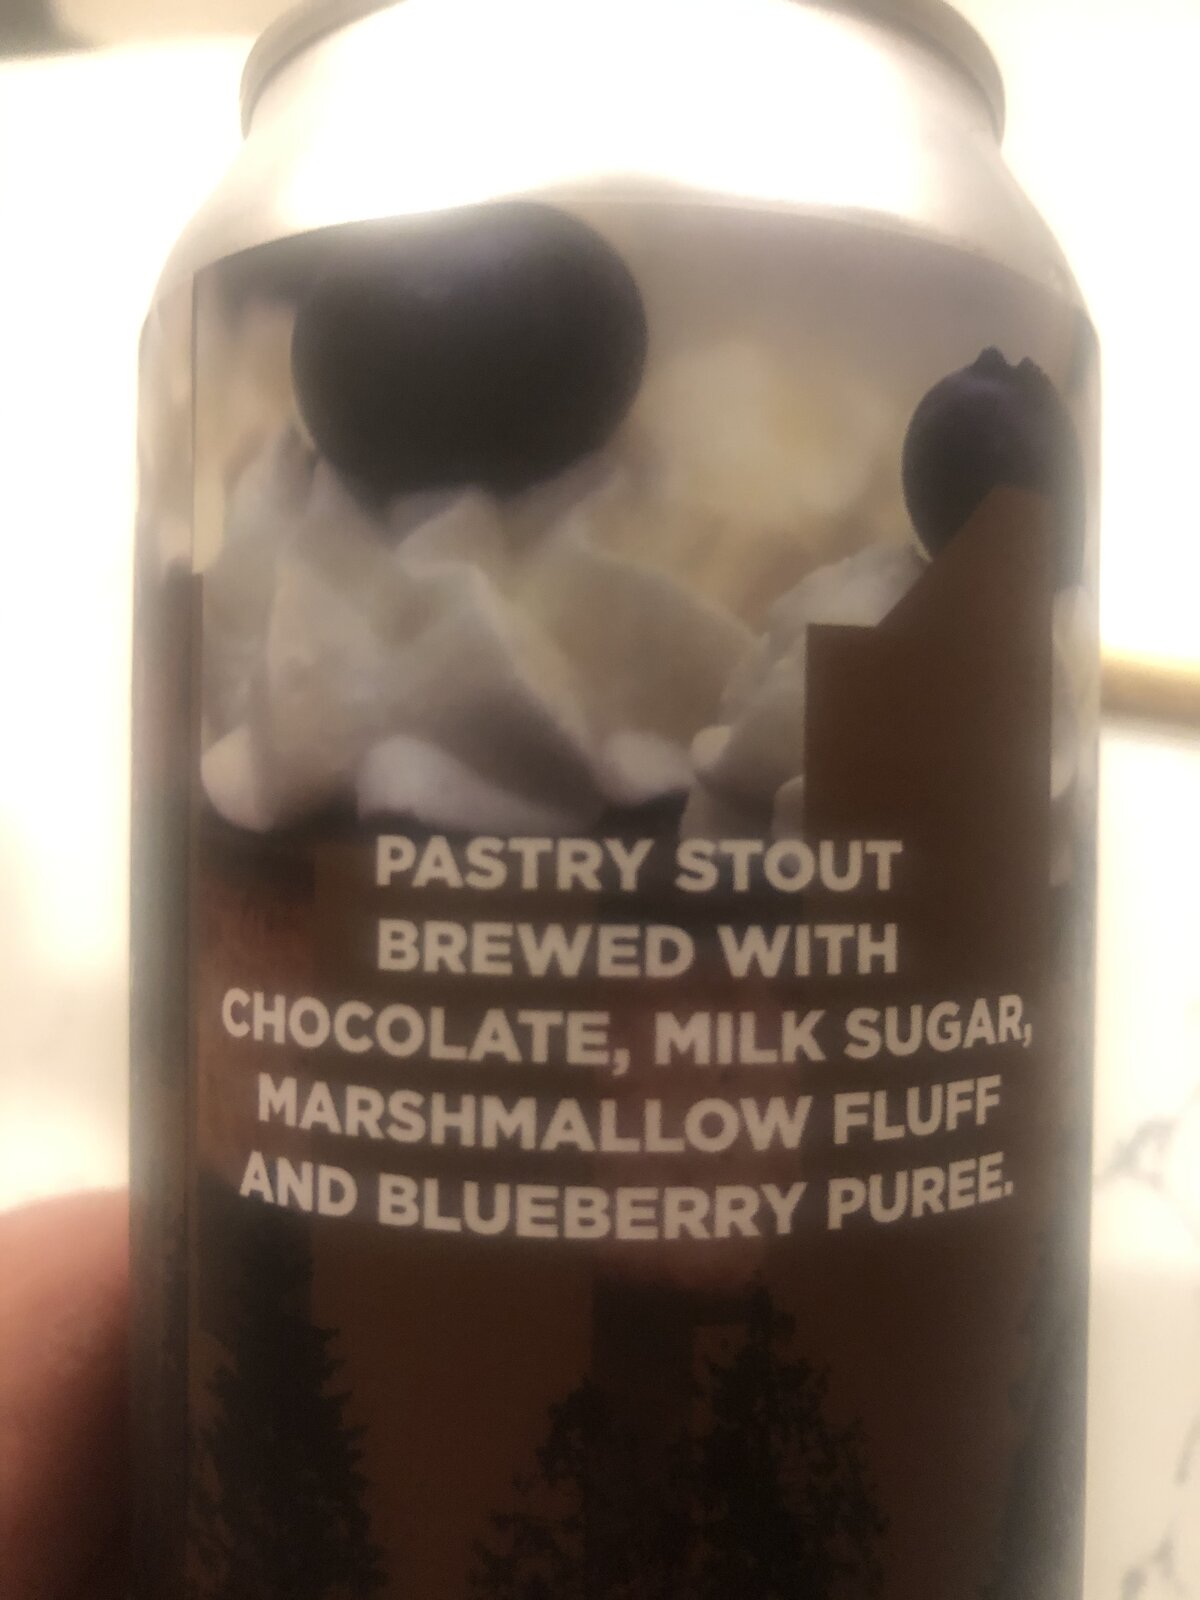 PASTRY STOUT
BREWED WITH
CHOCOLATE, MILK SUGAR,
MARSHMALLOW FLUFF
AND BLUEBERRY PUREE.